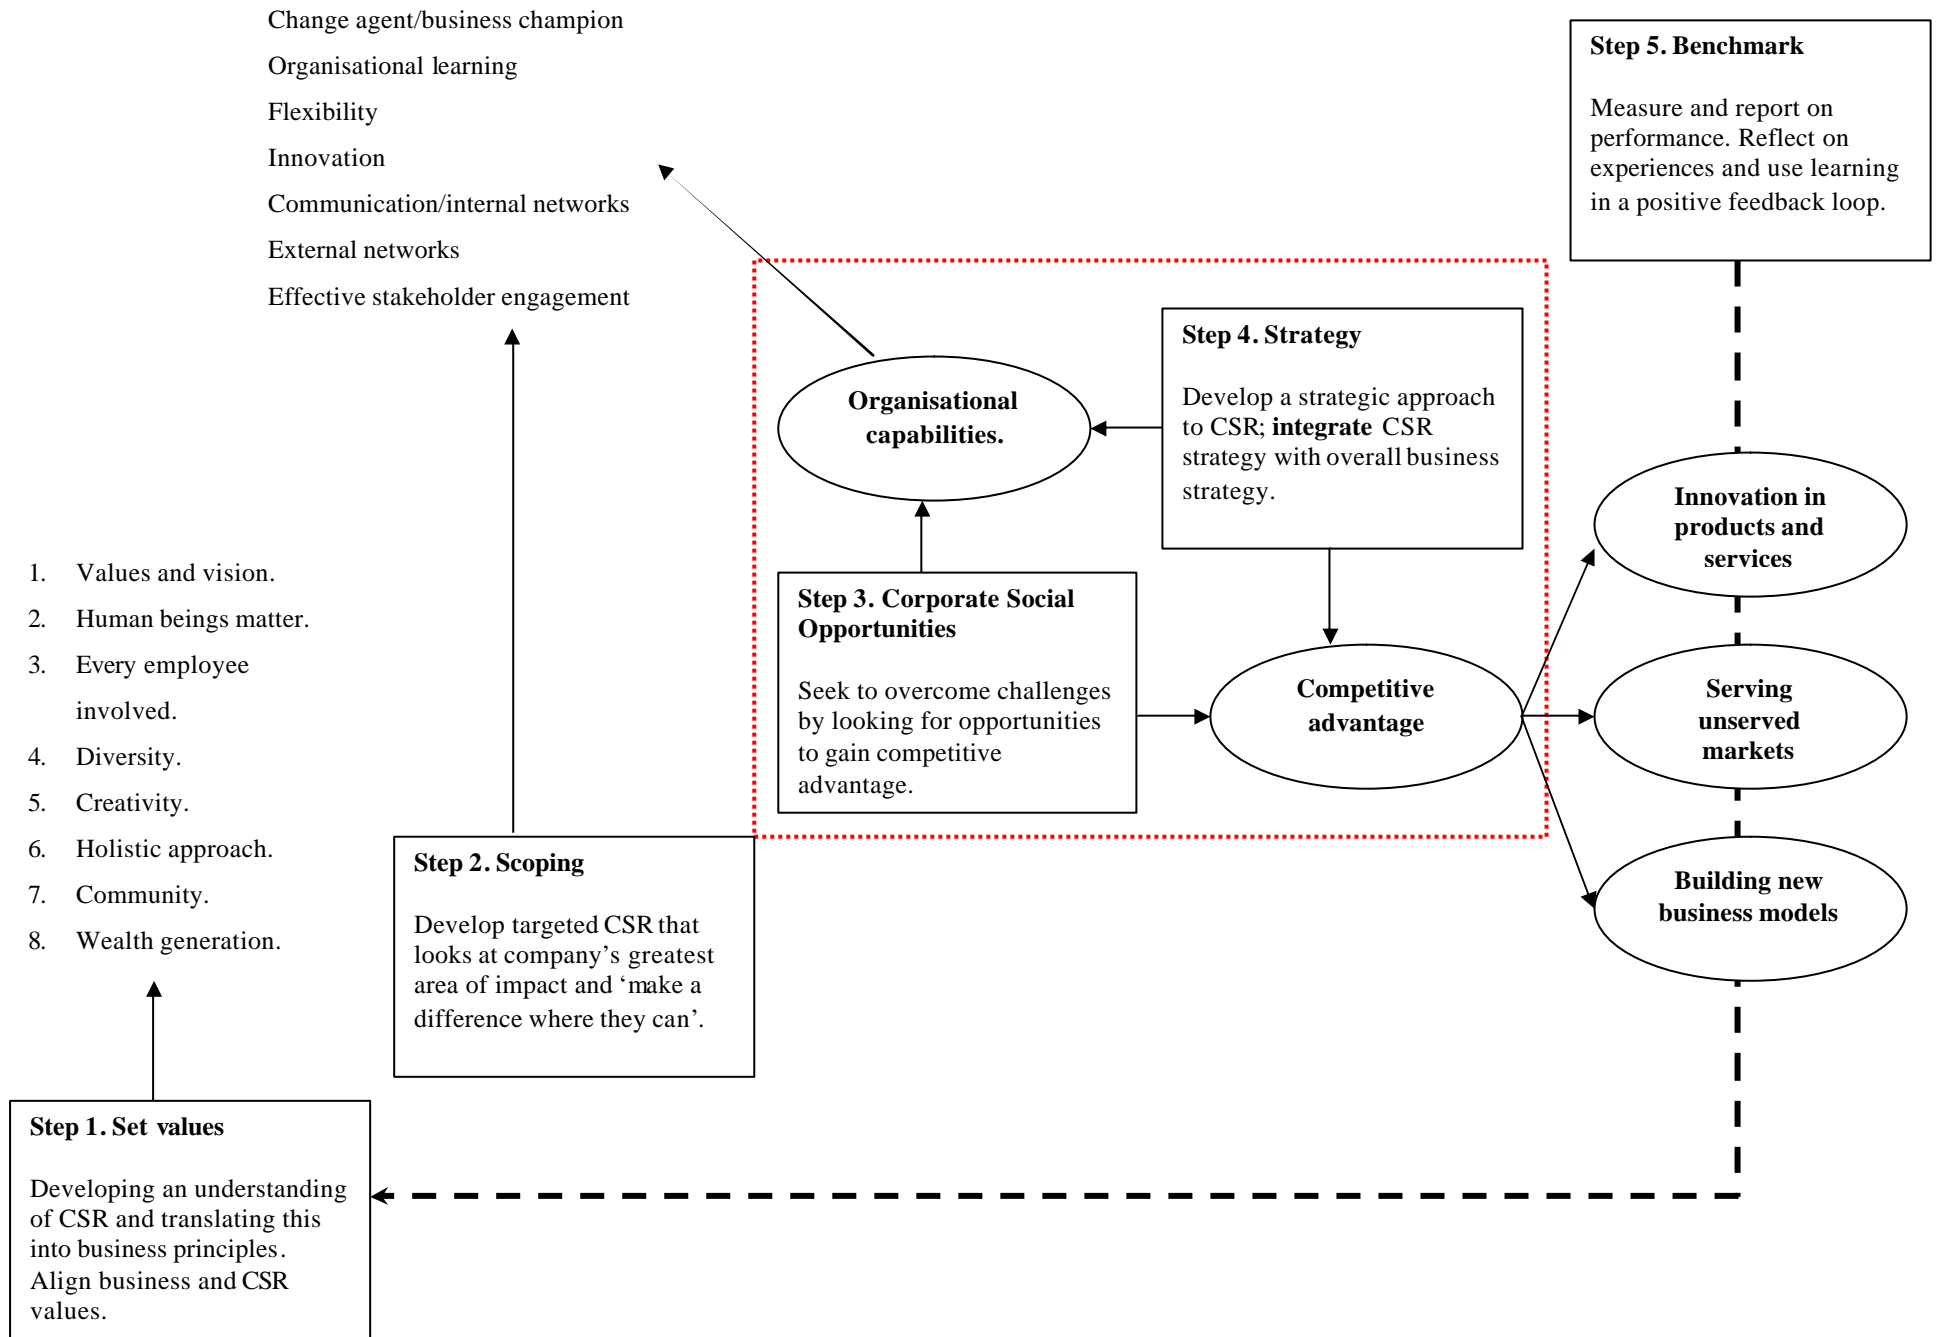 Change agent/business champion
Organisational learning
Flexibility
Innovation
Communication/internal networks
External networks
Effective stakeholder engagement
Step 5. Benchmark
Measure and report on
performance. Reflect on
experiences and use learning
in a positive feedback loop.
Organisational
capabilities.
Step 4. Strategy
Develop a strategic approach
to CSR; integrate CSR
strategy with overall business
strategy.
Innovation in
products and
services
1. Values and vision.
2. Human beings matter.
3. Every employee
involved.
4. Diversity.
5. Creativity.
6. Holistic approach.
7. Community.
8. Wealth generation.
Step 3. Corporate Social
Opportunities
Seek to overcome challenges
by looking for opportunities
to gain competitive
advantage.
Competitive
advantage
Serving
unserved
markets
Step 2. Scoping
Develop targeted CSR that
looks at company’s greatest
area of impact and ‘make a
difference where they can’.
Building new
business models
Step 1. Set values
Developing an understanding
of CSR and translating this
into business principles.
Align business and CSR
values.